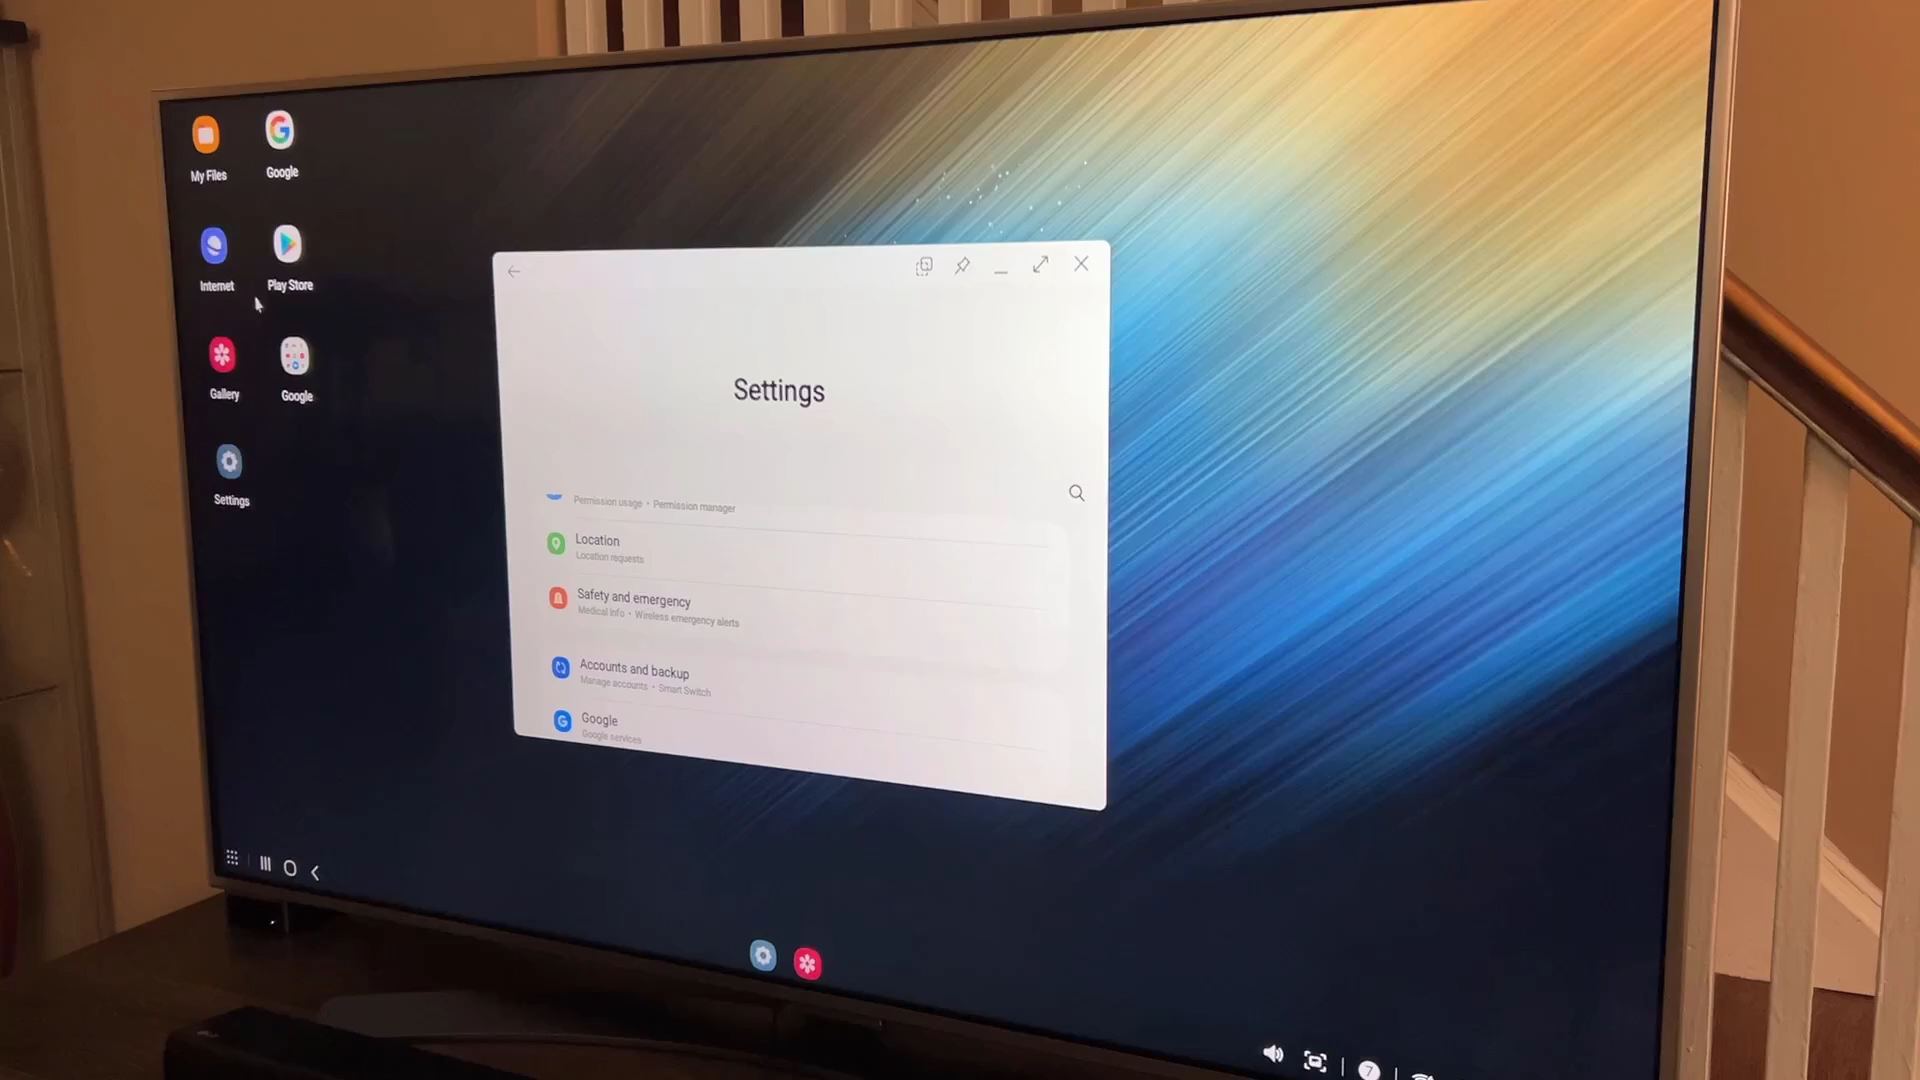 My Files
Google
Internet
Play Store
Gallery
Google
Settings
Settings
Permission usage • Permission manager
Location
Location requests
Safety and emergency
Medical info • Wireless emergency alerts
Accounts and backup
Manage accounts • Smart Switch
Google
Google services
7